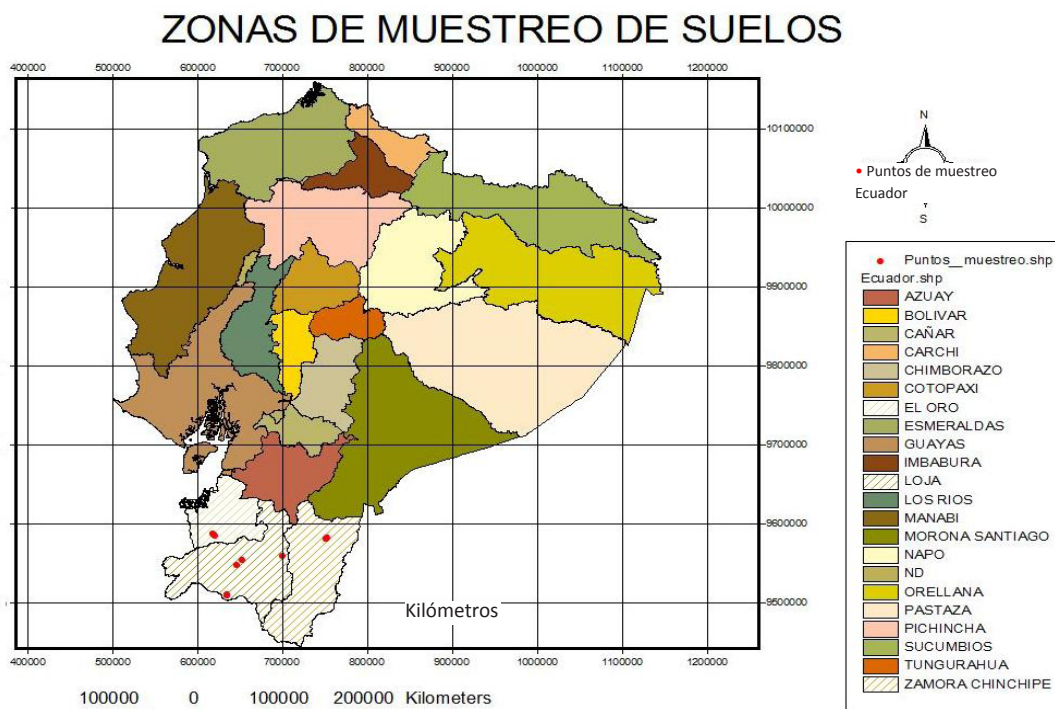 ZONAS DE MUESTREO DE SUELOS
400000 500000 600000 700000 800000 900000 1000000 1100000 1200000
10100000
10000000
9900000
9800000
9700000
9600000
9500000
Kilómetros
400000 500000 600000 700000 800000 900000 1000000 1100000 1200000
100000 0 100000 200000 Kilometers
N
Puntos de muestreo
Ecuador
S
Puntos__muestreo.shp
Ecuador.shp
AZUAY
BOLIVAR
CAÑAR
CARCHI
CHIMBORAZO
COTOPAXI
EL ORO
ESMERALDAS
GUAYAS
IMBABURA
LOJA
LOS RIOS
MANABI
MORONA SANTIAGO
NAPO
ND
ORELLANA
PASTAZA
PICHINCHA
SUCUMBIOS
TUNGURAHUA
ZAMORA CHINCHIPE